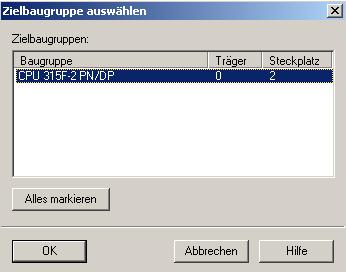 Zielbaugruppe auswählen
Zielbaugruppen:
Baugruppe Träger Steckplatz
CPU 315F-2 PN/DP 0 2
Alles markieren
OK Abbrechen Hilfe